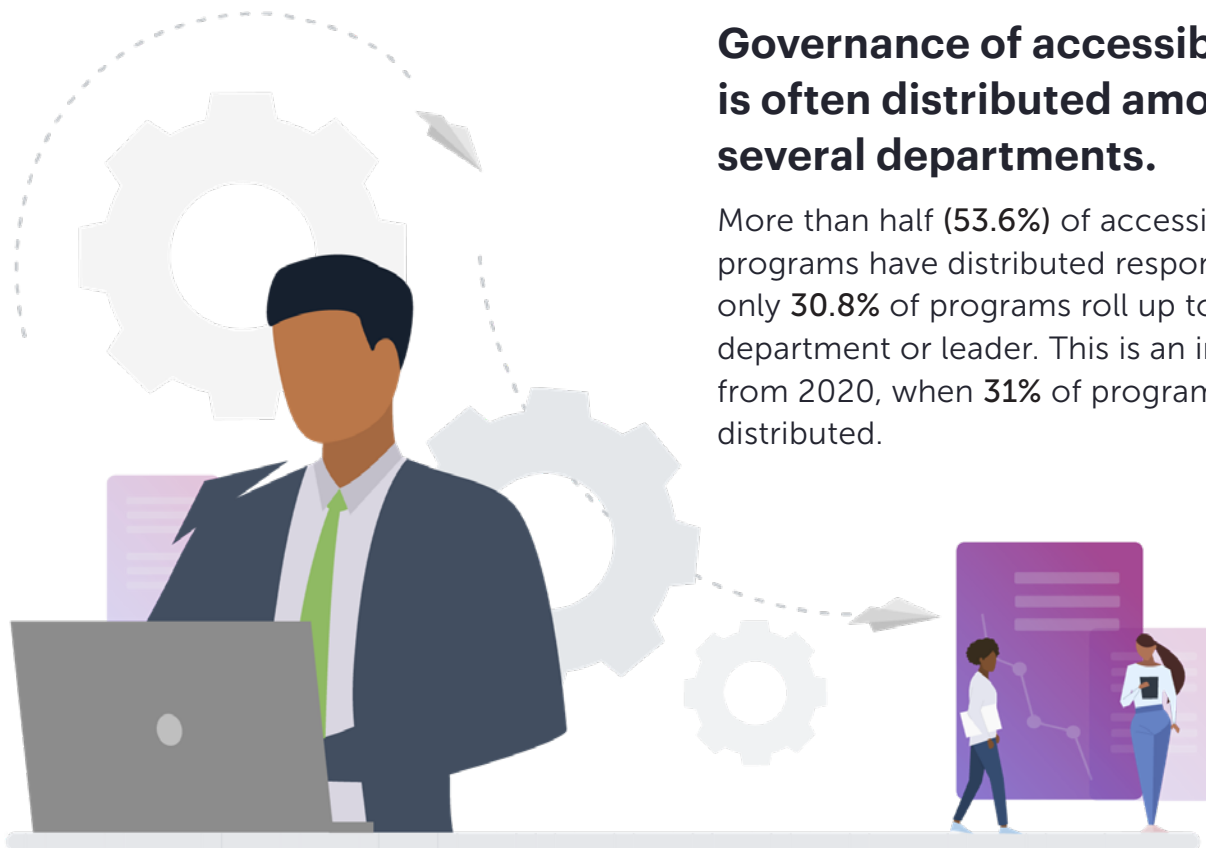 Governance of accessib
is often distributed amo
several departments.
More than half (53.6%) of accessi
programs have distributed respon
only 30.8% of programs roll up to
department or leader. This is an in
from 2020, when 31% of program
distributed.